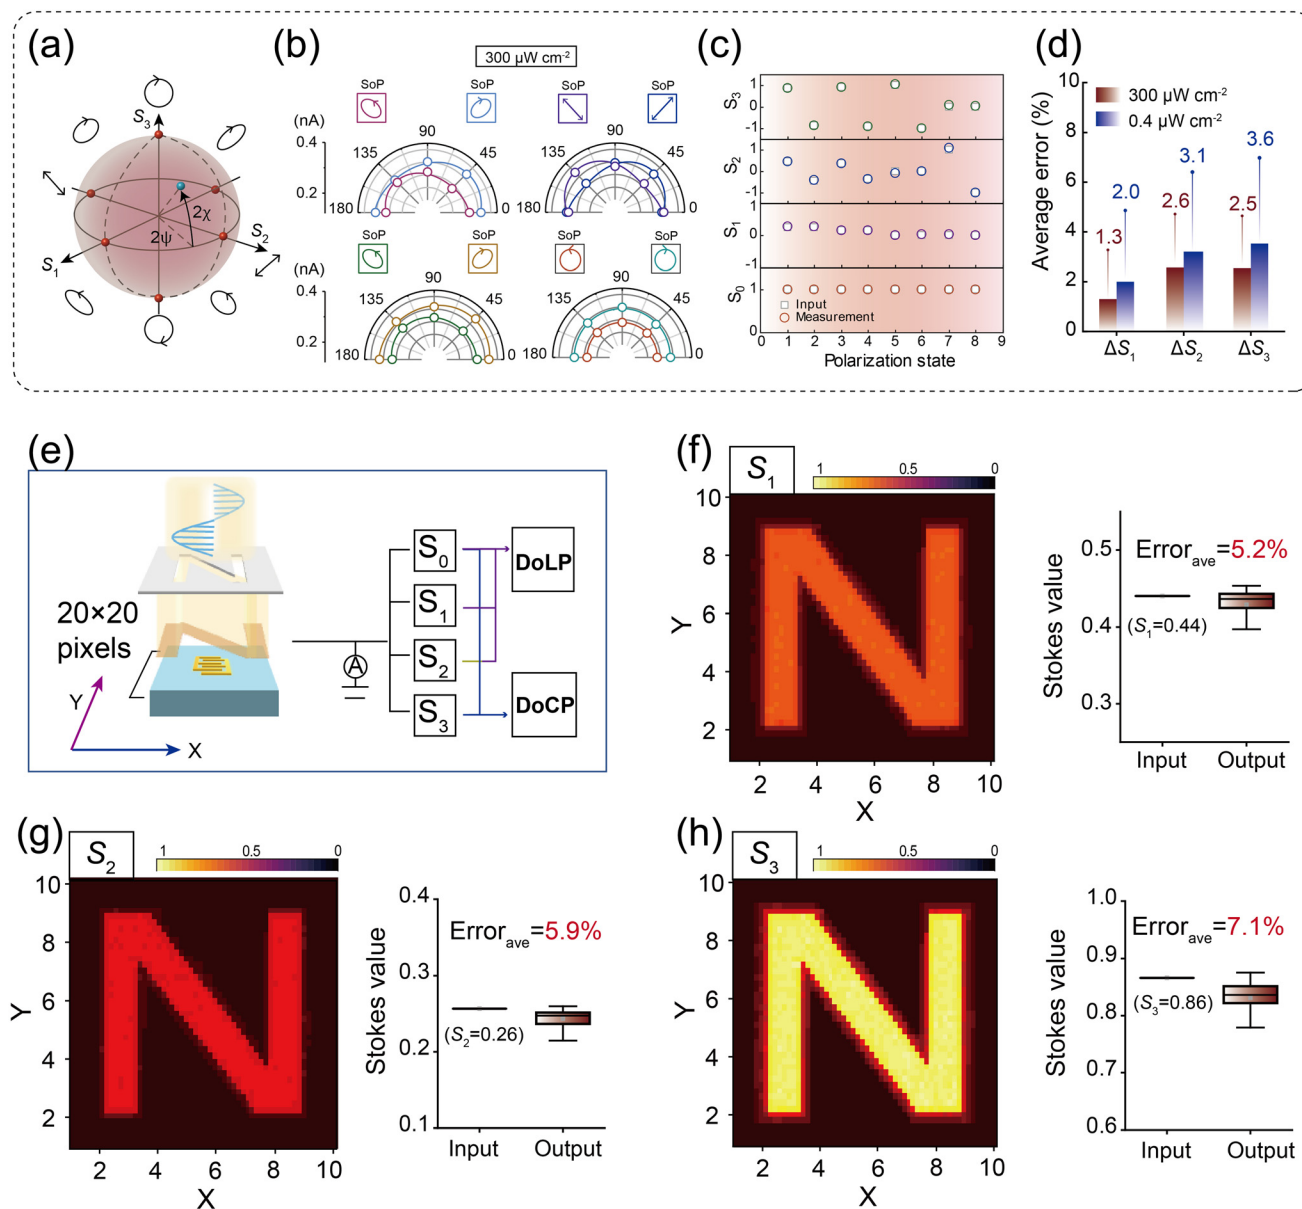 (a)
S3
2χ
2ψ
S1
S2
(b)
300 μW cm-2
SoP
SoP
SoP
SoP
(nA)
0.4
0.2
180
135
90
45
180
135
90
45
0
(nA)
0.4
0.2
180
135
90
45
0
180
135
90
45
0
(c)
S3
1
0
-1
S2
1
0
-1
S1
1
0
-1
S0
1
0
Input
Measurement
0 1 2 3 4 5 6 7 8 9
Polarization state
(d)
Average error (%)
10
8
6
4
2
0
300 μW cm-2
0.4 μW cm-2
1.3
2.0
2.6
3.1
2.5
3.6
ΔS1
ΔS2
ΔS3
(e)
20×20
pixels
Y
X
A
S0
S1
S2
S3
DoLP
DoCP
(f)
S1
1 0.5 0
10
8
6
4
2
Y
2 4 6 8 10
X
Stokes value
0.5
0.4
0.3
Errorave=5.2%
(S1=0.44)
Input Output
(g)
S2
1 0.5 0
10
8
6
4
2
Y
2 4 6 8 10
X
Stokes value
0.4
0.3
0.2
0.1
Errorave=5.9%
(S2=0.26)
Input Output
(h)
S3
1 0.5 0
10
8
6
4
2
Y
2 4 6 8 10
X
Stokes value
1.0
0.9
0.8
0.7
0.6
Errorave=7.1%
(S3=0.86)
Input Output